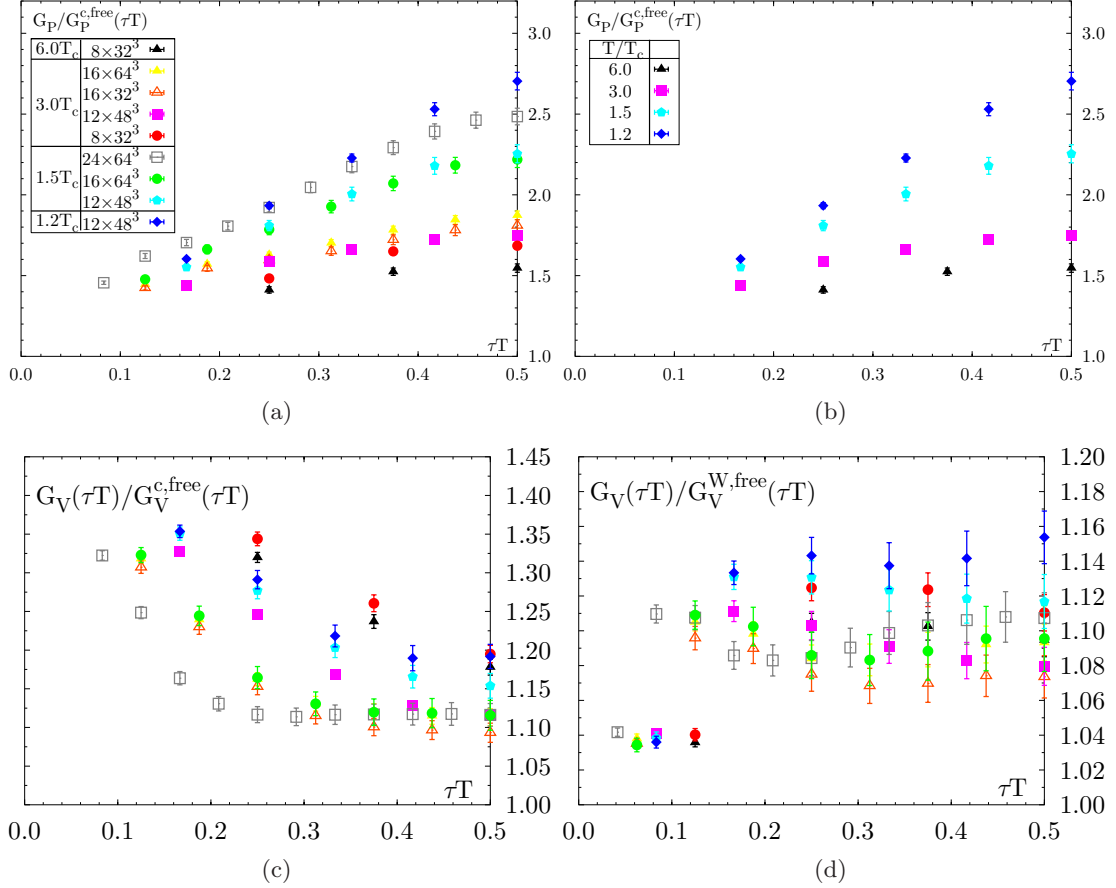 G_P/G_P^{c,free}(τT)
6.0T_c 8×32^3
3.0T_c 16×64^3
16×32^3
12×48^3
8×32^3
1.5T_c 24×64^3
16×64^3
12×48^3
1.2T_c 12×48^3
3.0
2.5
2.0
1.5
1.0
τT
0.0 0.1 0.2 0.3 0.4 0.5
(a)
G_P/G_P^{c,free}(τT)
T/T_c
6.0
3.0
1.5
1.2
3.0
2.5
2.0
1.5
1.0
τT
0.0 0.1 0.2 0.3 0.4 0.5
(b)
G_V(τT)/G_V^{c,free}(τT)
1.45
1.40
1.35
1.30
1.25
1.20
1.15
1.10
1.05
1.00
τT
0.0 0.1 0.2 0.3 0.4 0.5
(c)
G_V(τT)/G_V^{W,free}(τT)
1.20
1.18
1.16
1.14
1.12
1.10
1.08
1.06
1.04
1.02
1.00
τT
0.0 0.1 0.2 0.3 0.4 0.5
(d)